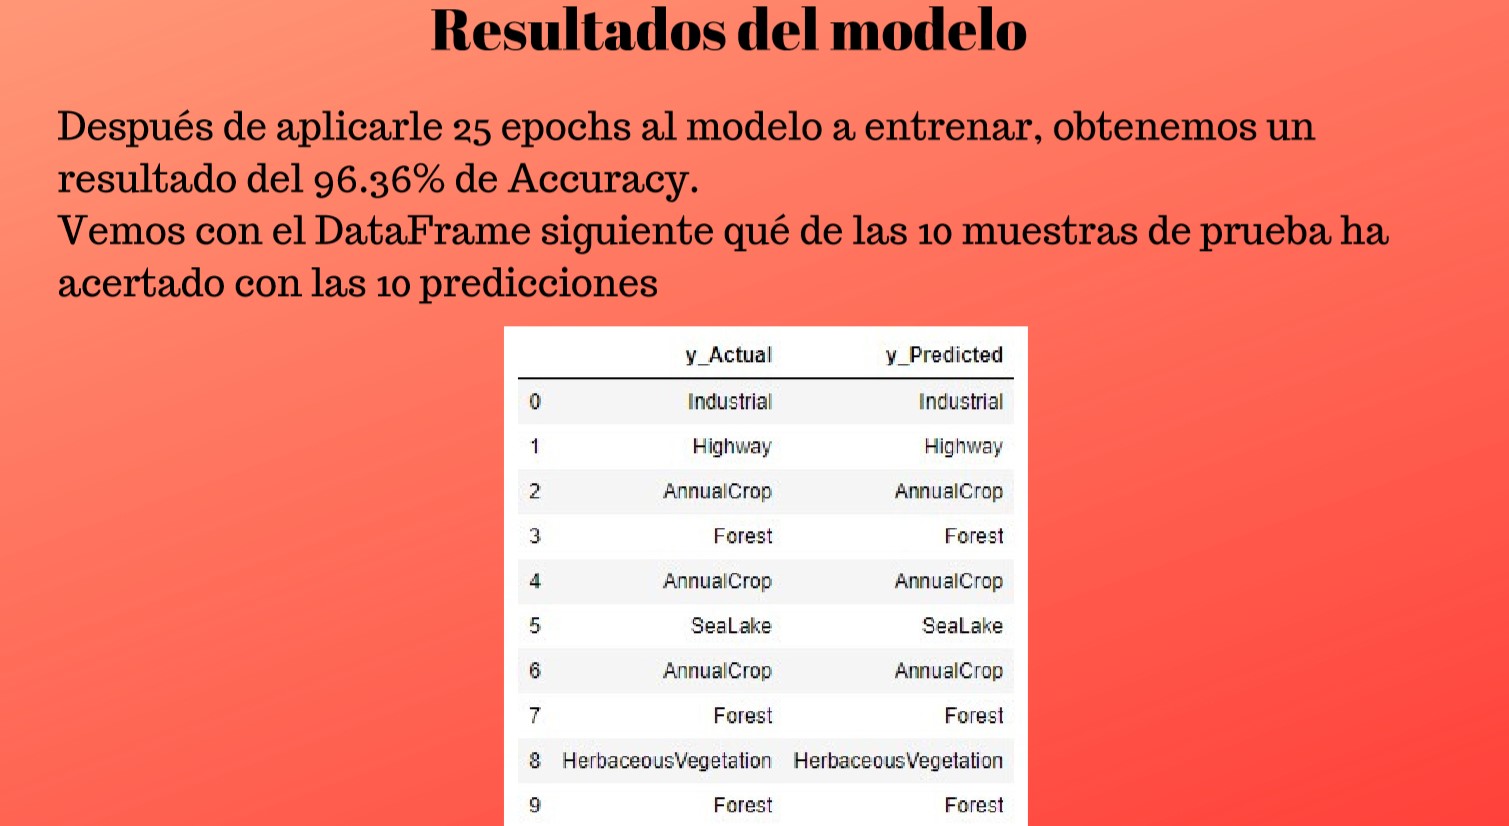 Resultados del modelo
Después de aplicarle 25 epochs al modelo a entrenar, obtenemos un
resultado del 96.36% de Accuracy.
Vemos con el DataFrame siguiente qué de las 10 muestras de prueba ha
acertado con las 10 predicciones
y_Actual y_Predicted
0 Industrial Industrial
1 Highway Highway
2 AnnualCrop AnnualCrop
3 Forest Forest
4 AnnualCrop AnnualCrop
5 SeaLake SeaLake
6 AnnualCrop AnnualCrop
7 Forest Forest
8 HerbaceousVegetation HerbaceousVegetation
9 Forest Forest